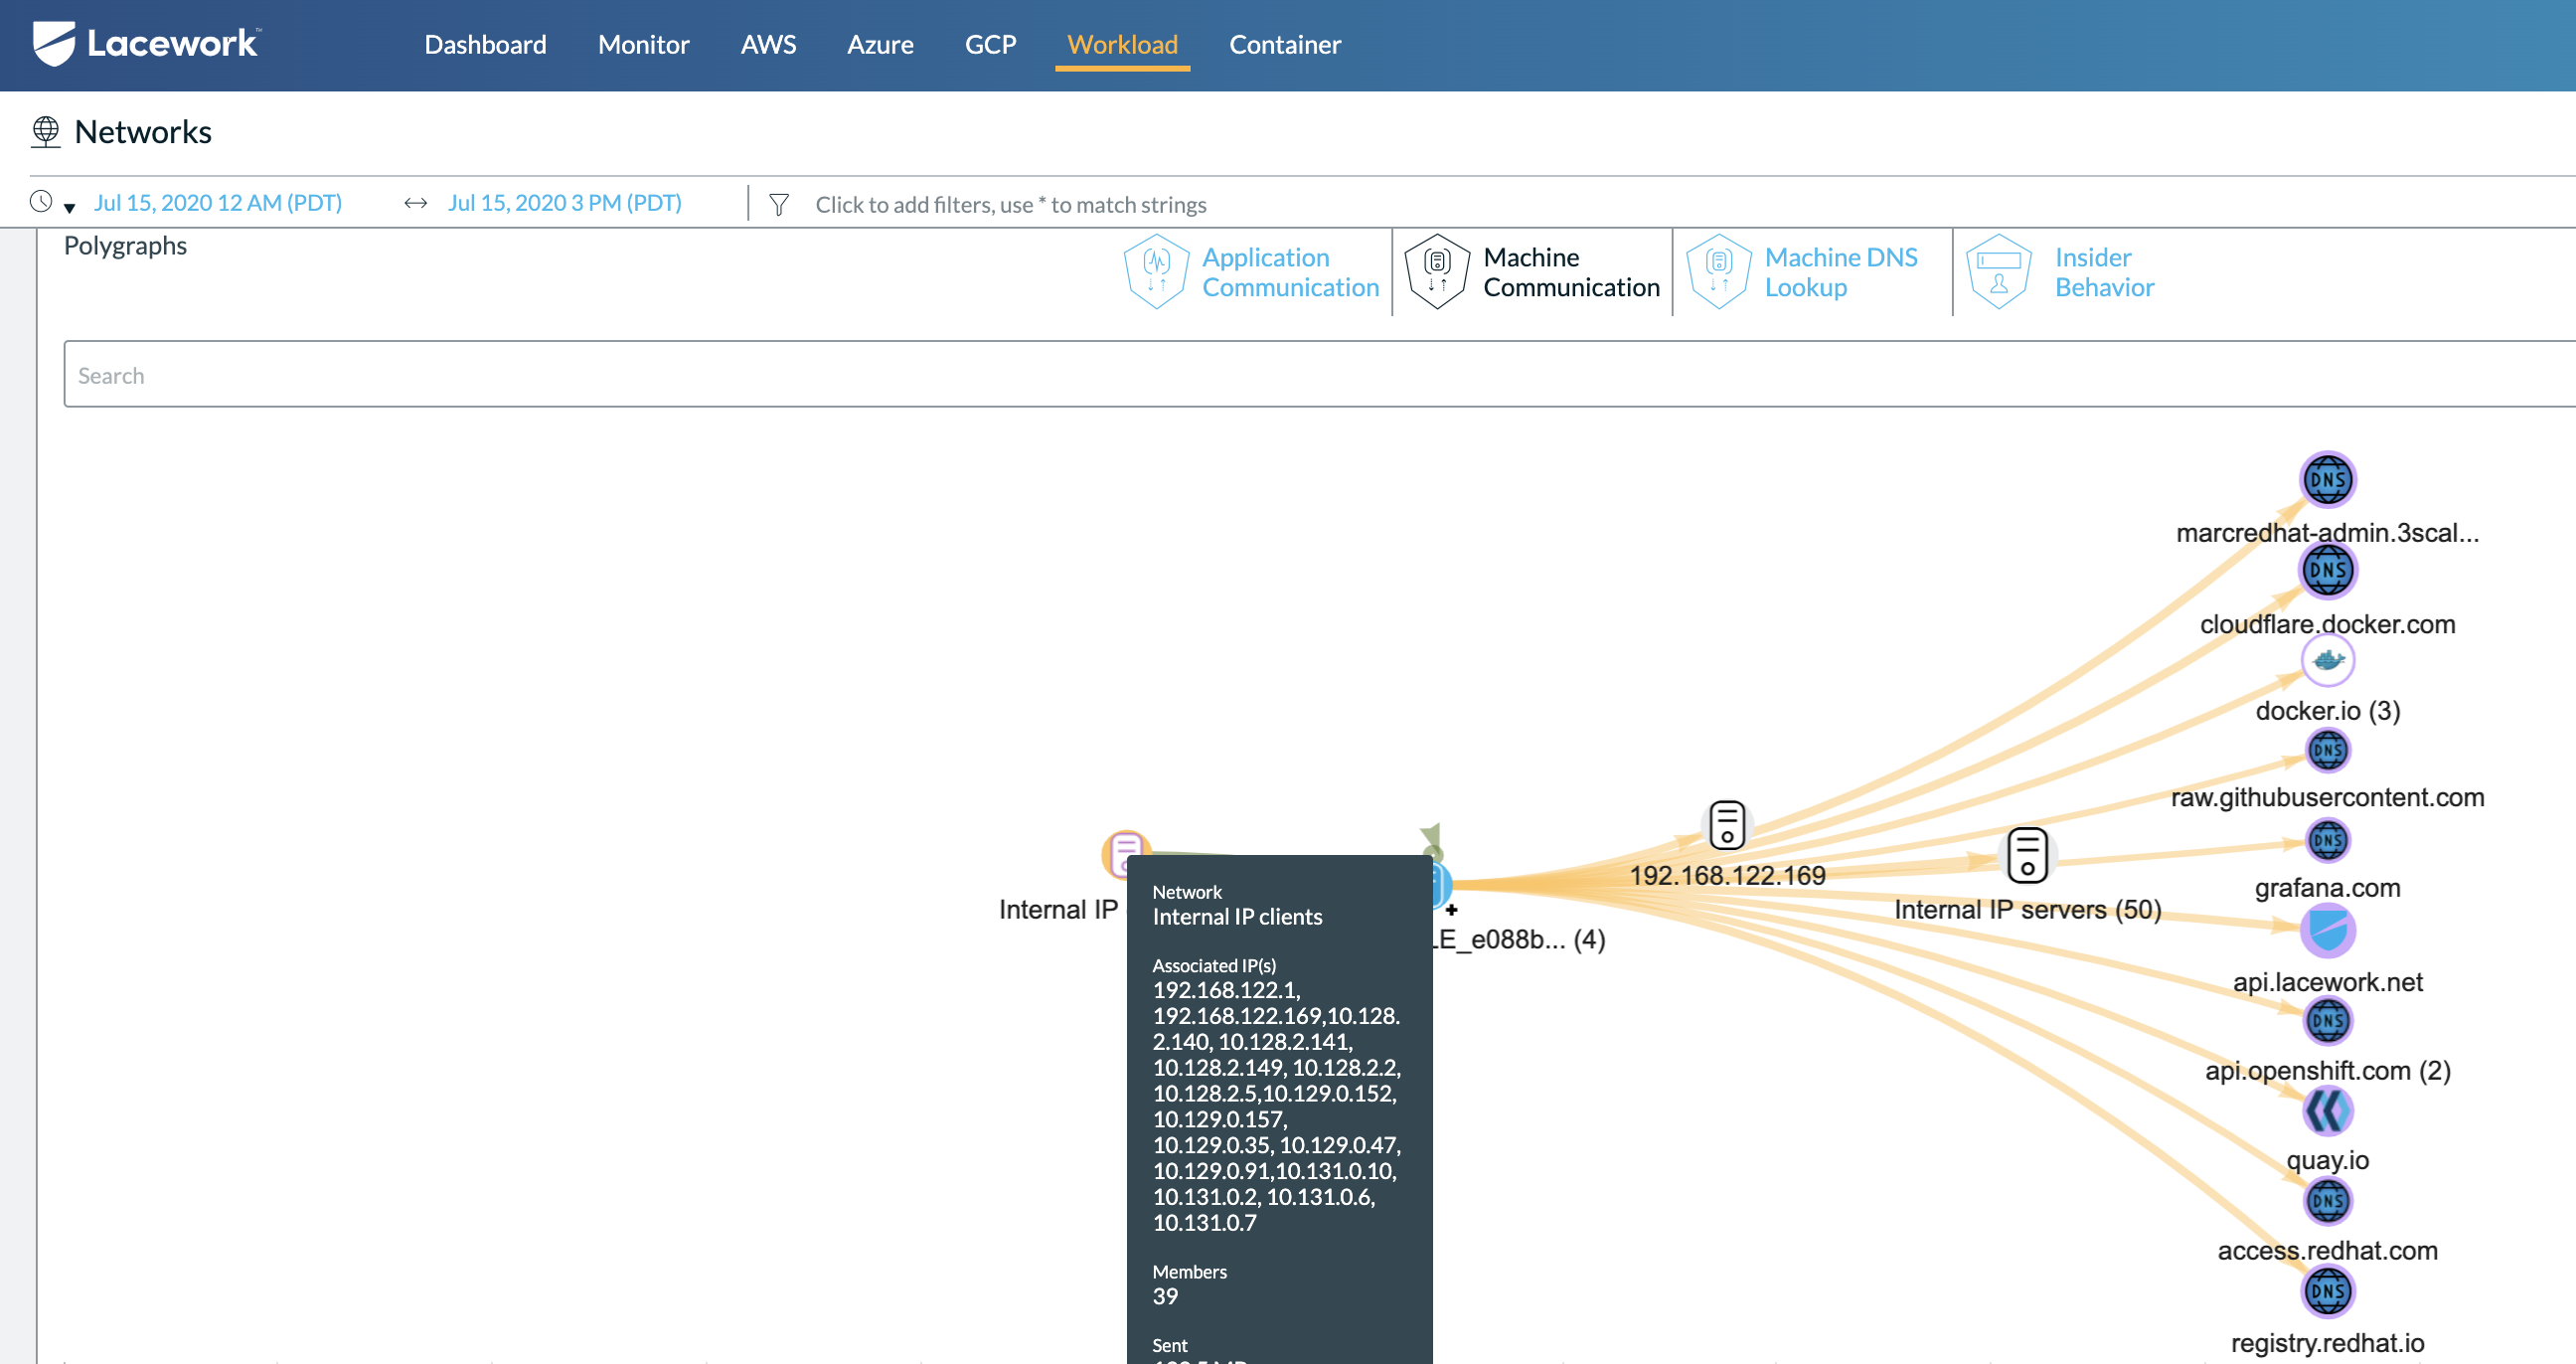 Lacework™
Dashboard Monitor AWS Azure GCP Workload Container
Networks
Jul 15, 2020 12 AM (PDT) ↔ Jul 15, 2020 3 PM (PDT) Click to add filters, use * to match strings
Polygraphs
Application
Communication
Machine
Communication
Machine DNS
Lookup
Insider
Behavior
Search
DNS
marcredhat-admin.3scal...
DNS
cloudflare.docker.com
docker.io (3)
DNS
raw.githubusercontent.com
DNS
grafana.com
192.168.122.169
Internal IP servers (50)
Internal IP
LE_e088b... (4)
api.lacework.net
DNS
api.openshift.com (2)
quay.io
DNS
access.redhat.com
DNS
registry.redhat.io
Network
Internal IP clients
Associated IP(s)
192.168.122.1,
192.168.122.169,10.128.
2.140, 10.128.2.141,
10.128.2.149, 10.128.2.2,
10.128.2.5,10.129.0.152,
10.129.0.157,
10.129.0.35, 10.129.0.47,
10.129.0.91,10.131.0.10,
10.131.0.2, 10.131.0.6,
10.131.0.7
Members
39
Sent